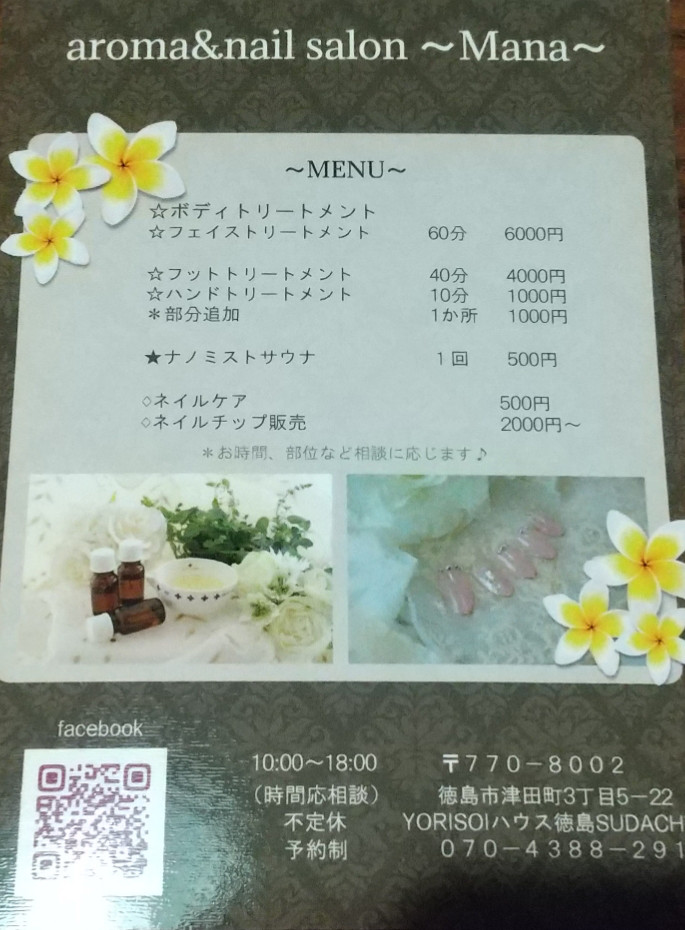 aroma&nail salon ～Mana～
～MENU～
☆ボディトリートメント
☆フェイストリートメント 60分 6000円
☆フットトリートメント 40分 4000円
☆ハンドトリートメント 10分 1000円
＊部分追加 1か所 1000円
★ナノミストサウナ 1回 500円
◇ネイルケア 500円
◇ネイルチップ販売 2000円～
＊お時間、部位など相談に応じます♪
facebook
10:00～18:00
（時間応相談）
不定休
予約制
〒770-8002
徳島市津田町3丁目5ー22
YORISOIハウス徳島SUDACH
070-4388-291